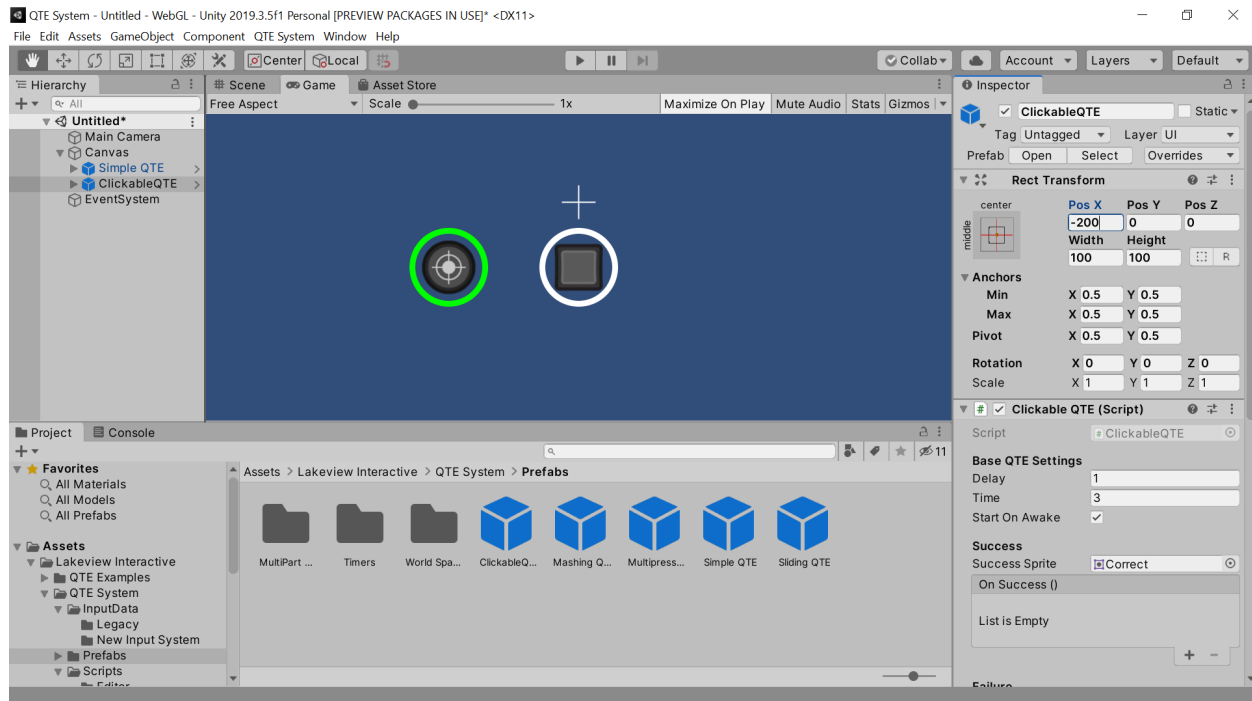 QTE System - Untitled - WebGL - Unity 2019.3.5f1 Personal [PREVIEW PACKAGES IN USE]* <DX11>
File Edit Assets GameObject Component QTE System Window Help
Center Local Collab Account Layers Default
Hierarchy
All
Untitled*
Main Camera
Canvas
Simple QTE
ClickableQTE
EventSystem
Scene Game Asset Store
Free Aspect Scale 1x Maximize On Play Mute Audio Stats Gizmos
Inspector
ClickableQTE Static
Tag Untagged Layer UI
Prefab Open Select Overrides
Rect Transform
center Pos X Pos Y Pos Z
middle -200 0 0
Width Height
100 100 R
Anchors
Min X 0.5 Y 0.5
Max X 0.5 Y 0.5
Pivot X 0.5 Y 0.5
Rotation X 0 Y 0 Z 0
Scale X 1 Y 1 Z 1
# Clickable QTE (Script)
Script # ClickableQTE
Base QTE Settings
Delay 1
Time 3
Start On Awake
Success
Success Sprite Correct
On Success ()
List is Empty
Failure
Project Console
11
Favorites
All Materials
All Models
All Prefabs
Assets
Lakeview Interactive
QTE Examples
QTE System
InputData
Legacy
New Input System
Prefabs
Scripts
Editor
Assets > Lakeview Interactive > QTE System > Prefabs
MultiPart ... Timers World Spa... ClickableQ... Mashing Q... Multipress... Simple QTE Sliding QTE